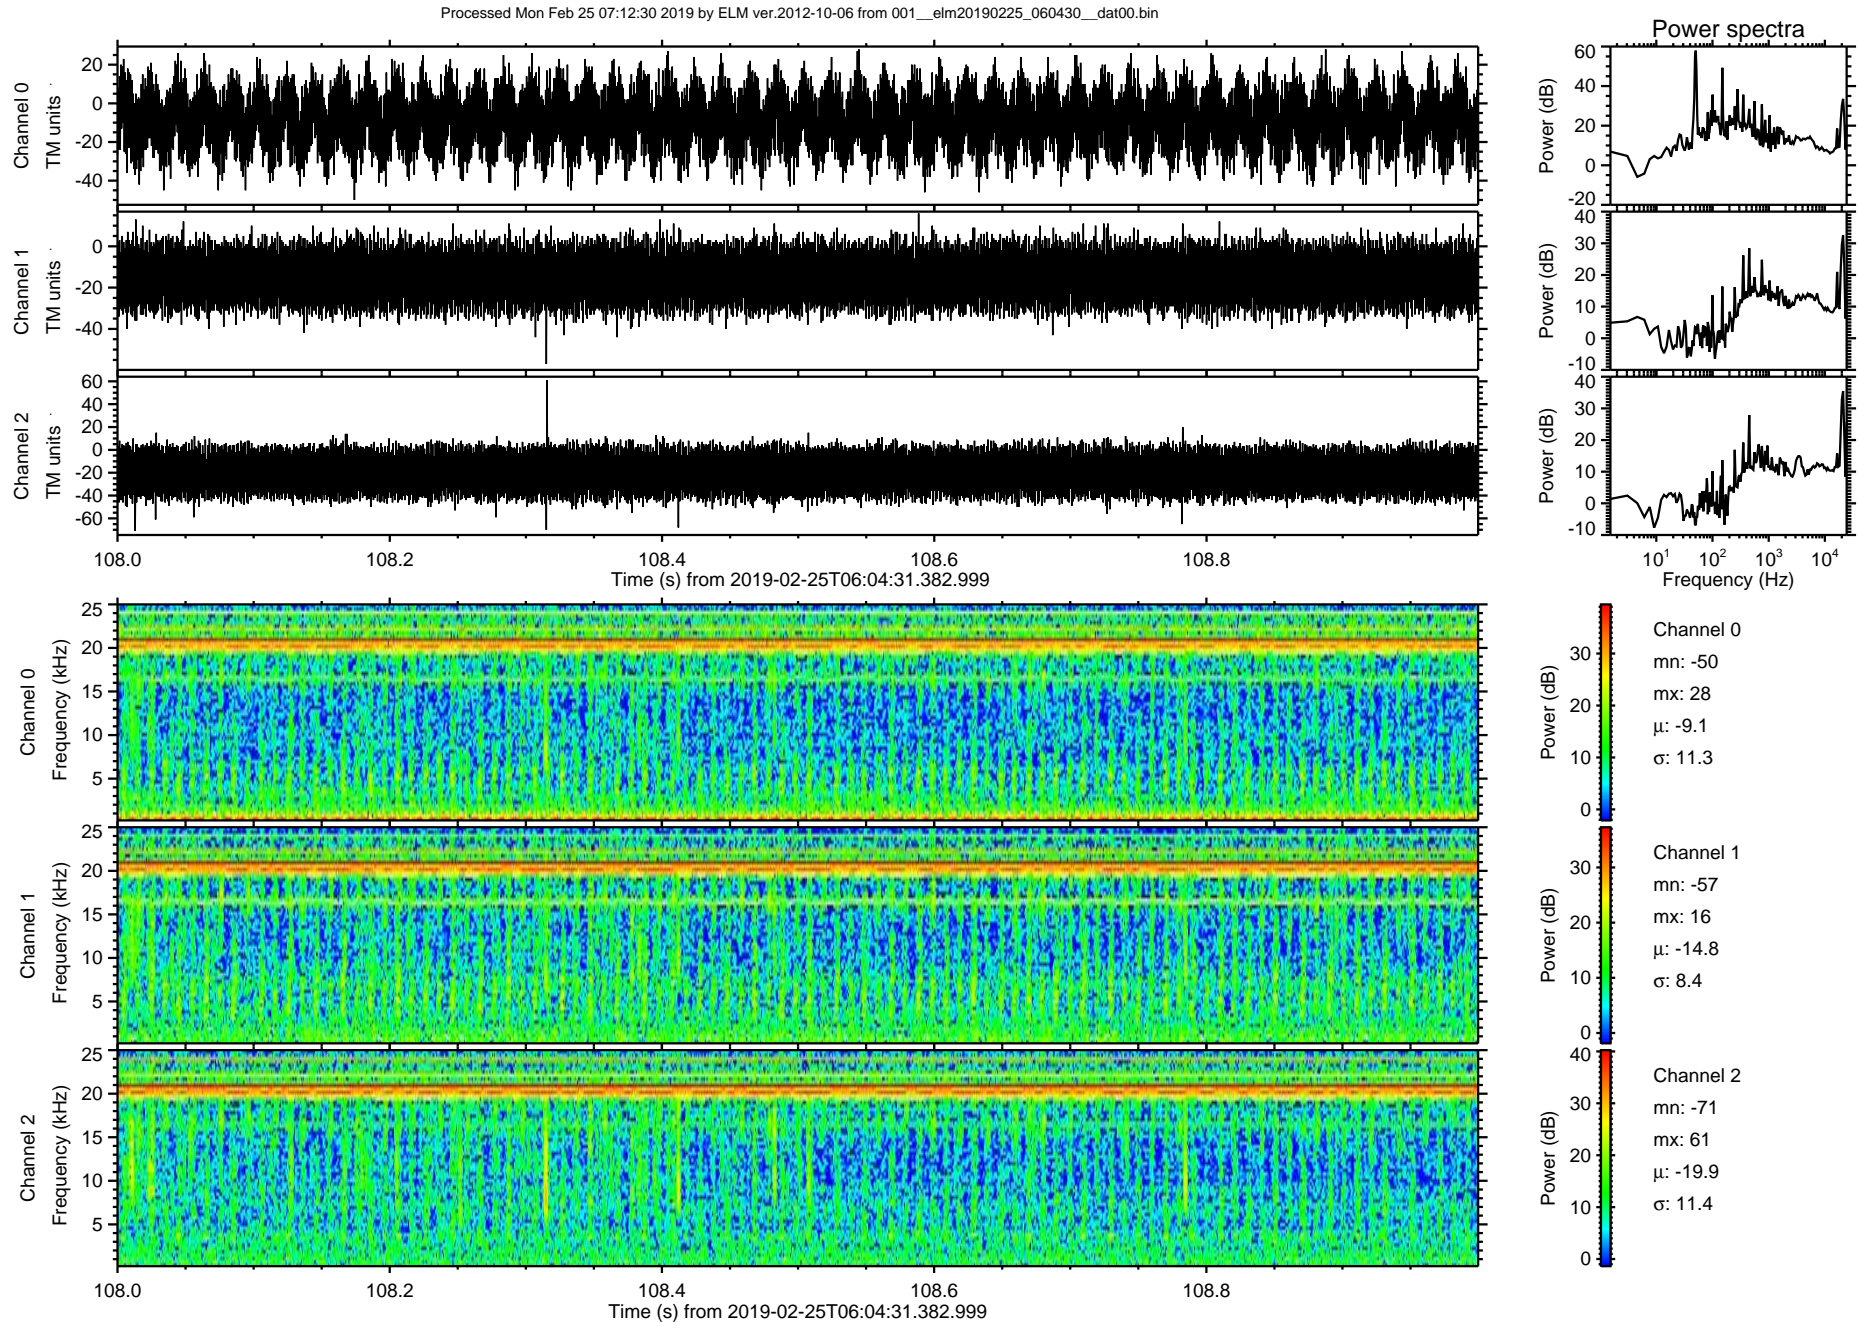 Processed Mon Feb 25 07:12:30 2019 by ELM ver.2012-10-06 from 001__elm20190225_060430__dat00.bin
Power spectra
Channel 0
TM units
20
0
-20
-40
Power (dB)
60
40
20
0
-20
Channel 1
TM units
0
-20
-40
Power (dB)
40
30
20
10
0
-10
Channel 2
TM units
60
40
20
0
-20
-40
-60
Power (dB)
40
30
20
10
0
-10
108.0 108.2 108.4 108.6 108.8
Time (s) from 2019-02-25T06:04:31.382.999
10¹ 10² 10³ 10⁴
Frequency (Hz)
Channel 0
Frequency (kHz)
25
20
15
10
5
Power (dB)
30
20
10
0
Channel 0
mn: -50
mx: 28
μ: -9.1
σ: 11.3
Channel 1
Frequency (kHz)
25
20
15
10
5
Power (dB)
30
20
10
0
Channel 1
mn: -57
mx: 16
μ: -14.8
σ: 8.4
Channel 2
Frequency (kHz)
25
20
15
10
5
Power (dB)
40
30
20
10
0
Channel 2
mn: -71
mx: 61
μ: -19.9
σ: 11.4
108.0 108.2 108.4 108.6 108.8
Time (s) from 2019-02-25T06:04:31.382.999